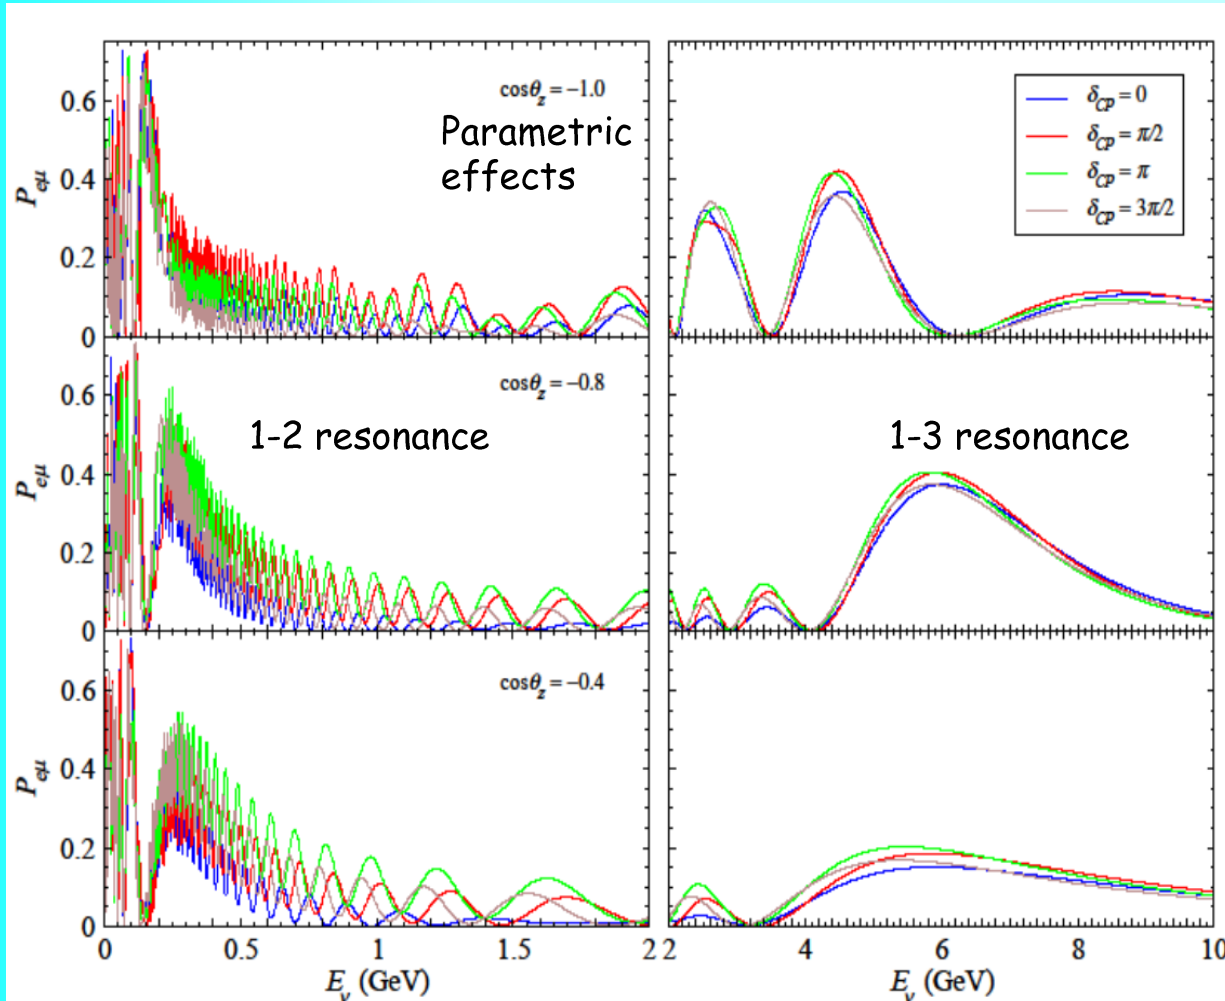 cosθz = −1.0
Parametric
effects
δCP = 0
δCP = π/2
δCP = π
δCP = 3π/2
0.6
0.4
0.2
0
Peμ
cosθz = −0.8
1-2 resonance
1-3 resonance
0.6
0.4
0.2
0
Peμ
cosθz = −0.4
0.6
0.4
0.2
0
Peμ
0 0.5 1 1.5 2 2 4 6 8 10
Eν (GeV) Eν (GeV)